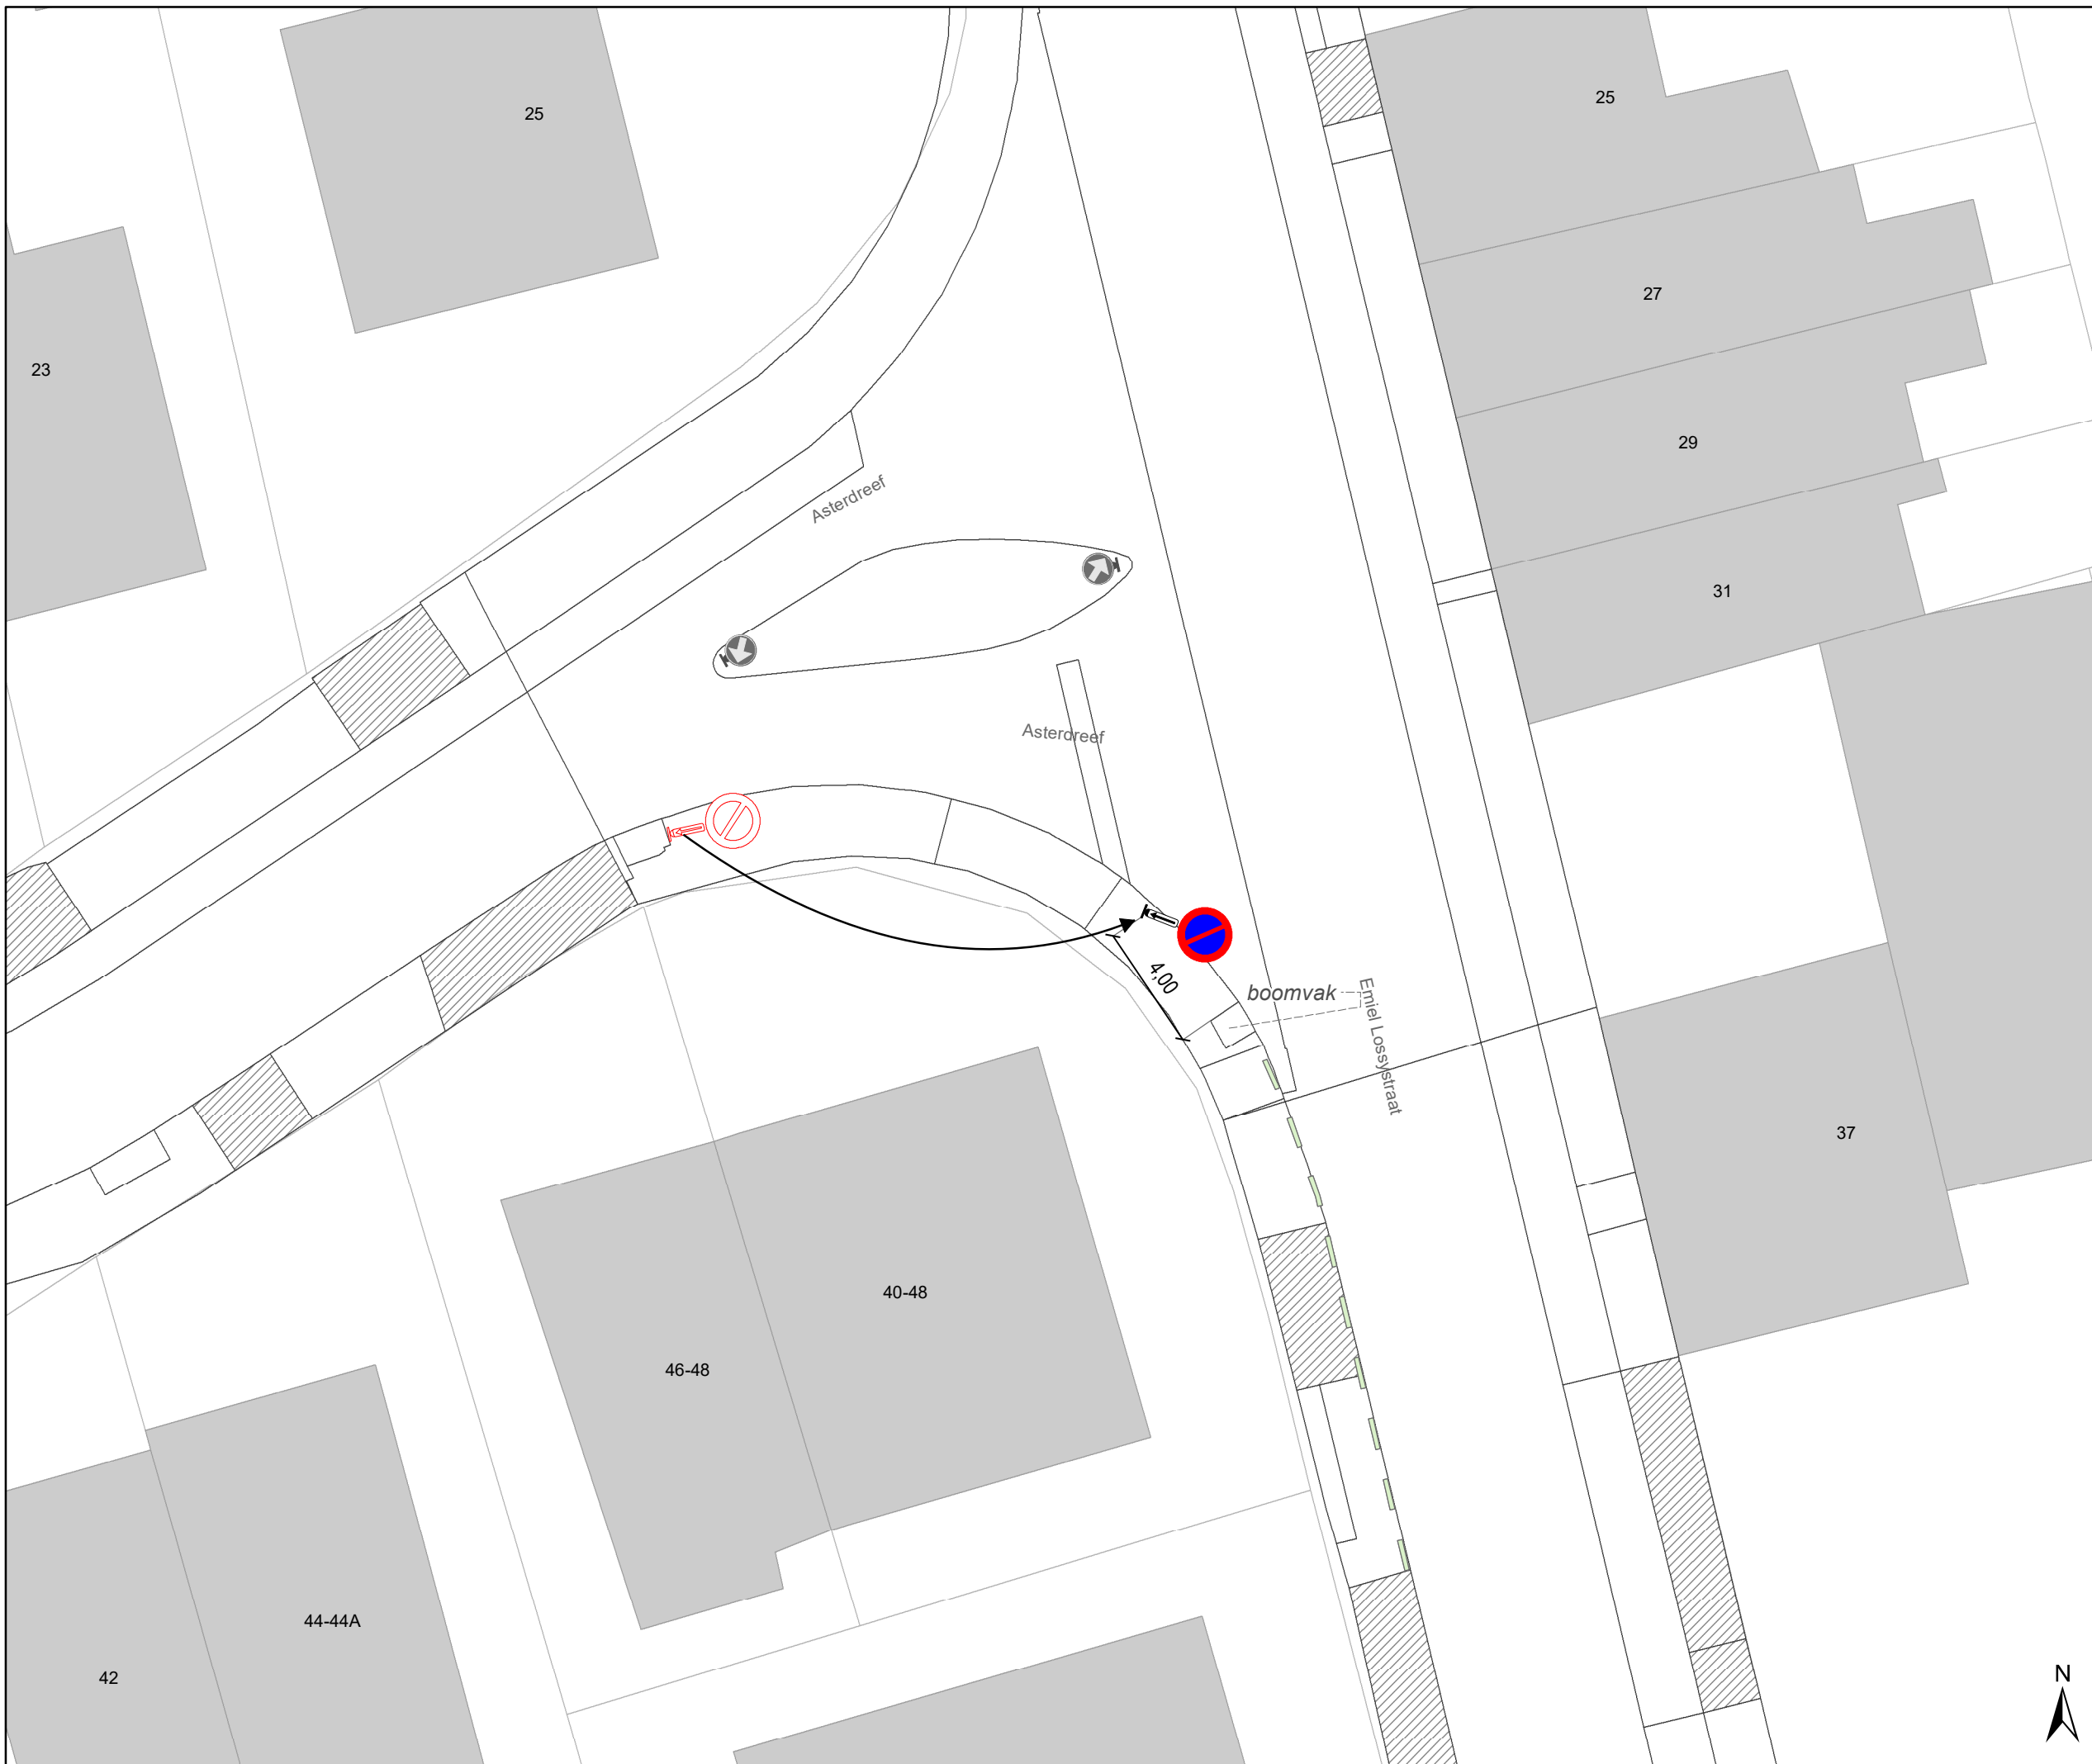 25
25
27
23
29
Asterdreef
31
Asterdreef
4,00
boomvak
Emiel Lossystraat
37
40-48
46-48
44-44A
42
N